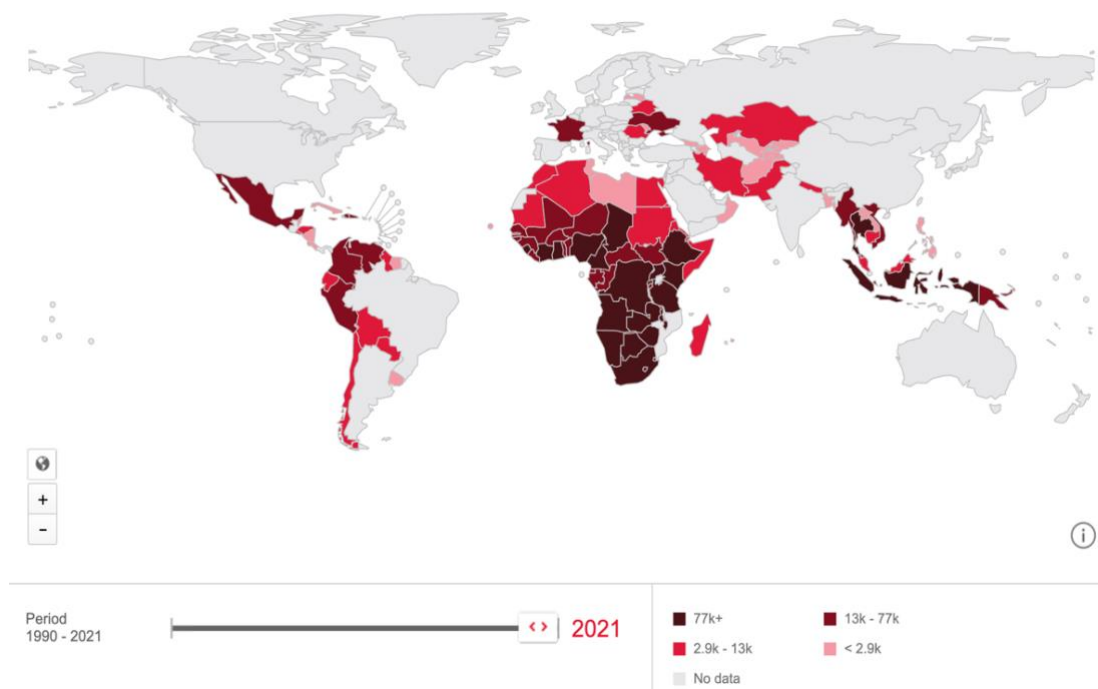 +
-
i
Period
1990 - 2021
< >
2021
77k+
13k - 77k
2.9k - 13k
< 2.9k
No data